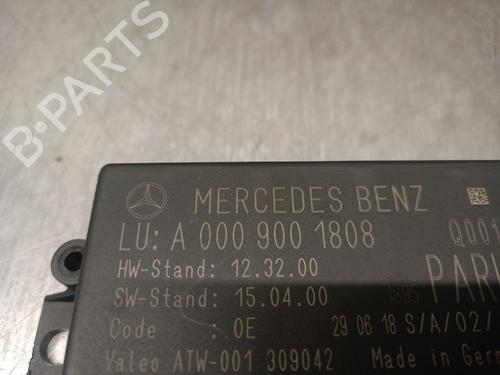 B-PARTS
MERCEDES BENZ
LU: A 000 900 1808 Q001
HW-Stand: 12.32.00 1895 PAR
SW-Stand: 15.04.00
Code : 0E 29 06 18 S/A/02/
Valeo ATW-001 309042 Made in Germ